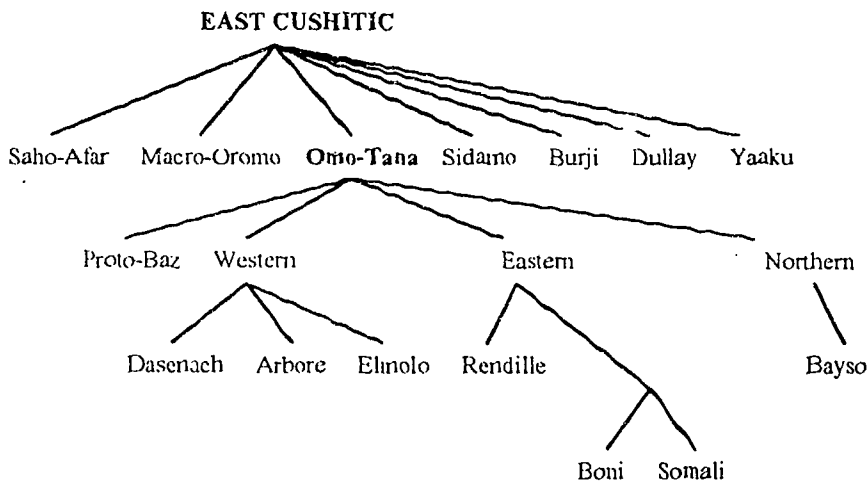 EAST CUSHITIC
Saho-Afar Macro-Oromo Omo-Tana Sidamo Burji Dullay Yaaku
Proto-Baz Western Eastern Northern
Dasenach Arbore Elmolo Rendille Bayso
Boni Somali